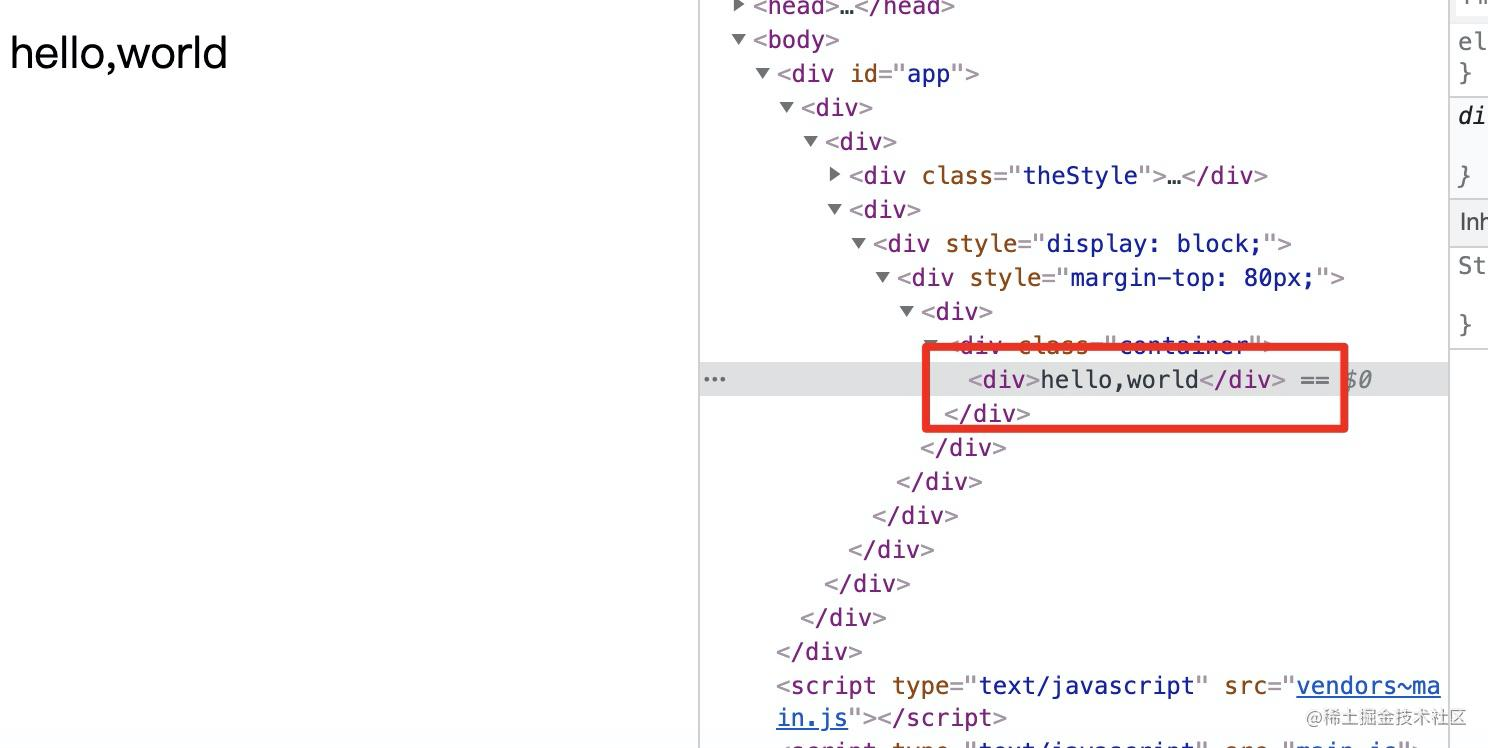 hello,world
<head>…</head>
<body>
<div id="app">
<div>
<div>
<div class="theStyle">…</div>
<div>
<div style="display: block;">
<div style="margin-top: 80px;">
<div>
<div class="container">
<div>hello,world</div> == $0
</div>
</div>
</div>
</div>
</div>
</div>
</div>
</div>
<script type="text/javascript" src="vendors~ma
in.js"></script>
<script type="text/javascript" src="main.js">
el
}
di
}
Inh
St
}
@稀土掘金技术社区